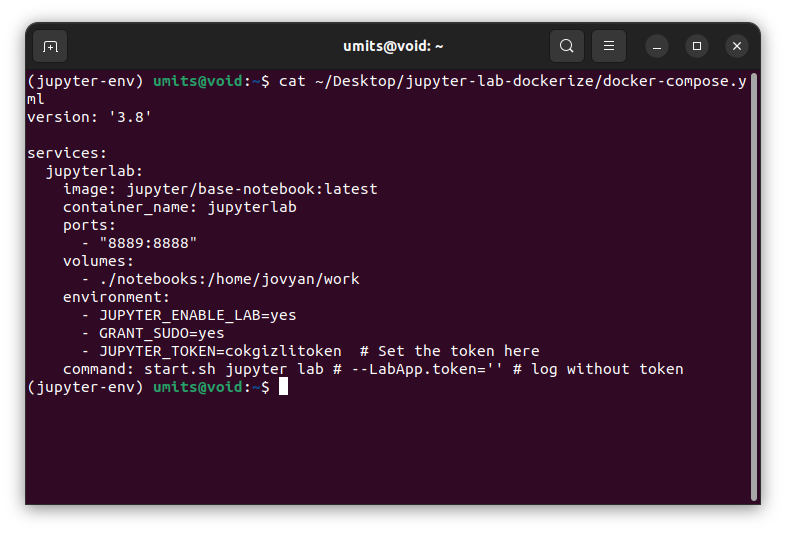 umits@void: ~
(jupyter-env) umits@void:~$ cat ~/Desktop/jupyter-lab-dockerize/docker-compose.y
ml
version: '3.8'

services:
  jupyterlab:
    image: jupyter/base-notebook:latest
    container_name: jupyterlab
    ports:
      - "8889:8888"
    volumes:
      - ./notebooks:/home/jovyan/work
    environment:
      - JUPYTER_ENABLE_LAB=yes
      - GRANT_SUDO=yes
      - JUPYTER_TOKEN=cokgizlitoken  # Set the token here
    command: start.sh jupyter lab # --LabApp.token='' # log without token
(jupyter-env) umits@void:~$